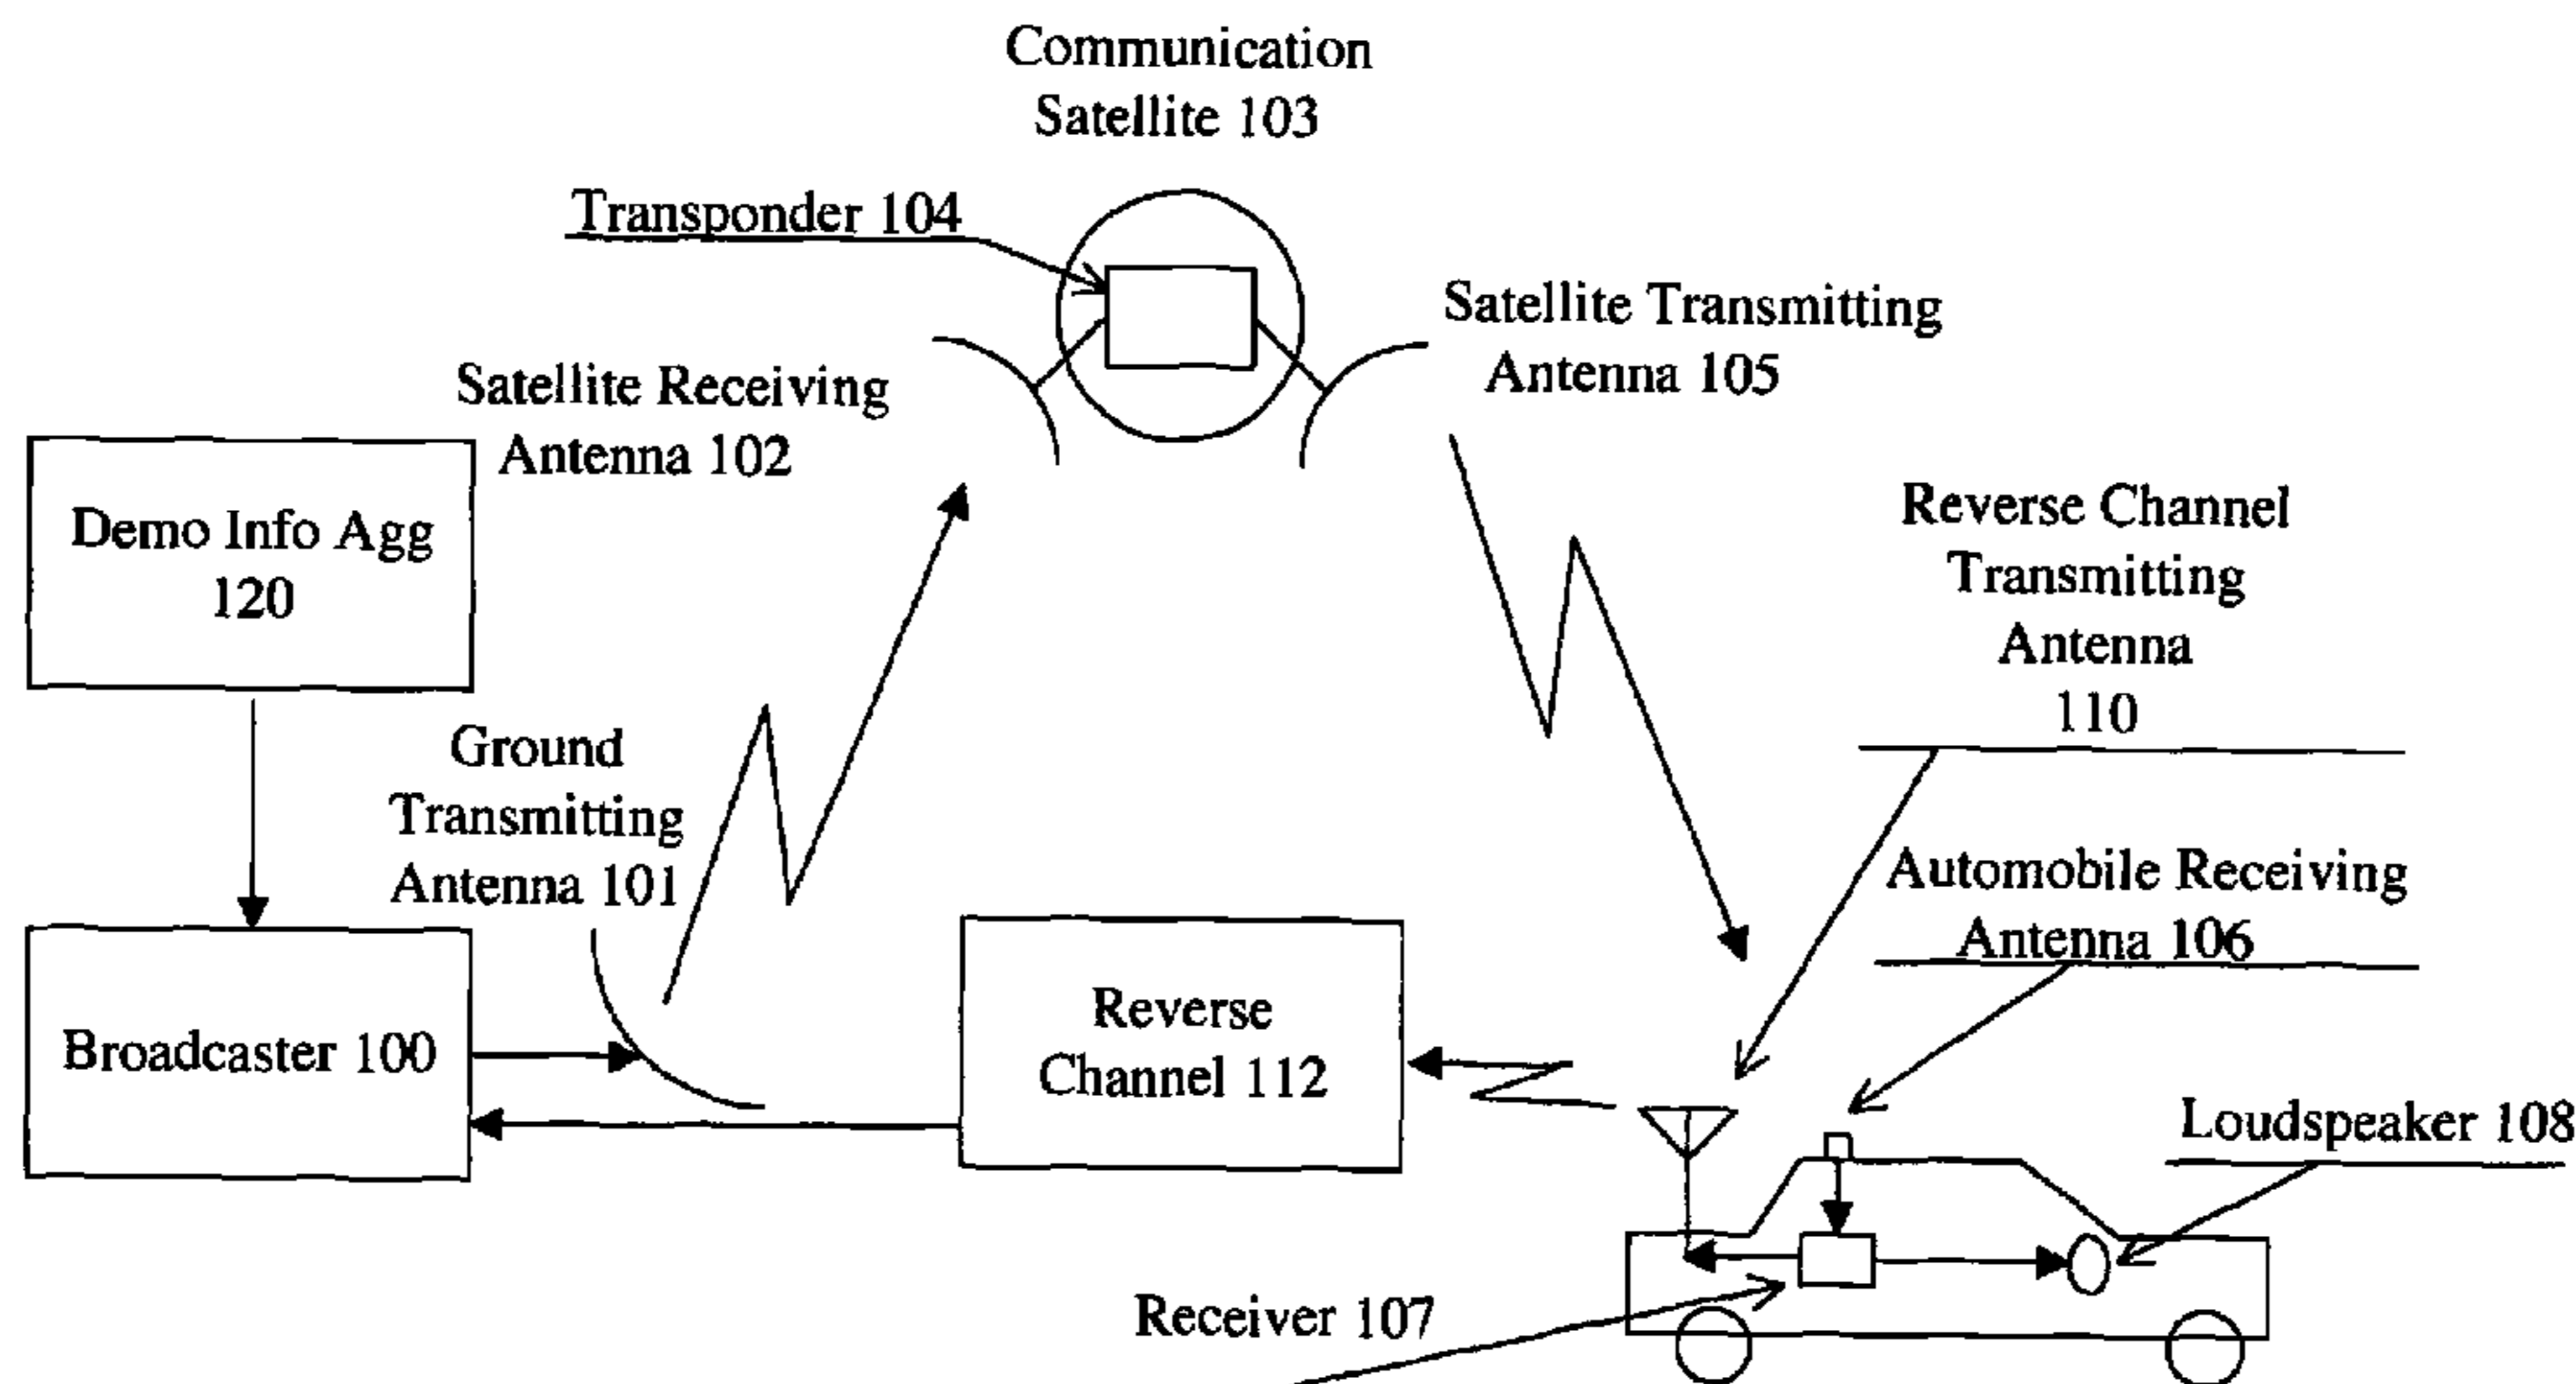 Communication
Satellite 103
Transponder 104
Satellite Transmitting
Antenna 105
Satellite Receiving
Antenna 102
Demo Info Agg
120
Reverse Channel
Transmitting
Antenna
110
Ground
Transmitting
Antenna 101
Automobile Receiving
Antenna 106
Broadcaster 100
Reverse
Channel 112
Loudspeaker 108
Receiver 107